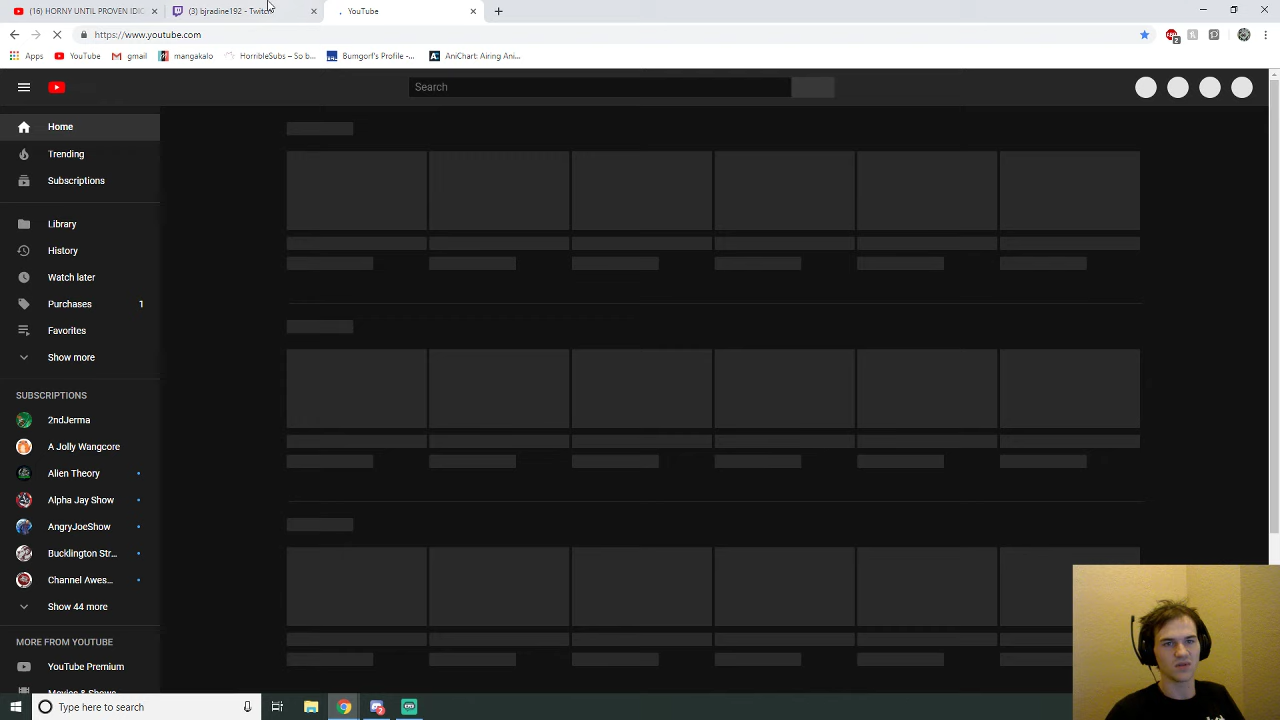 (16) HORNY UNTIL PROVEN IDIC
(3) bjradine192 - Twitch
YouTube
https://www.youtube.com
Apps
YouTube
gmail
mangakalo
HorribleSubs – So b...
Bumgorf's Profile -...
AniChart: Airing Ani...
Search
Home
Trending
Subscriptions
Library
History
Watch later
Purchases 1
Favorites
Show more
SUBSCRIPTIONS
2ndJerma
A Jolly Wangcore
Alien Theory
Alpha Jay Show
AngryJoeShow
Bucklington Str...
Channel Awes...
Show 44 more
MORE FROM YOUTUBE
YouTube Premium
Movies & Shows
Type here to search